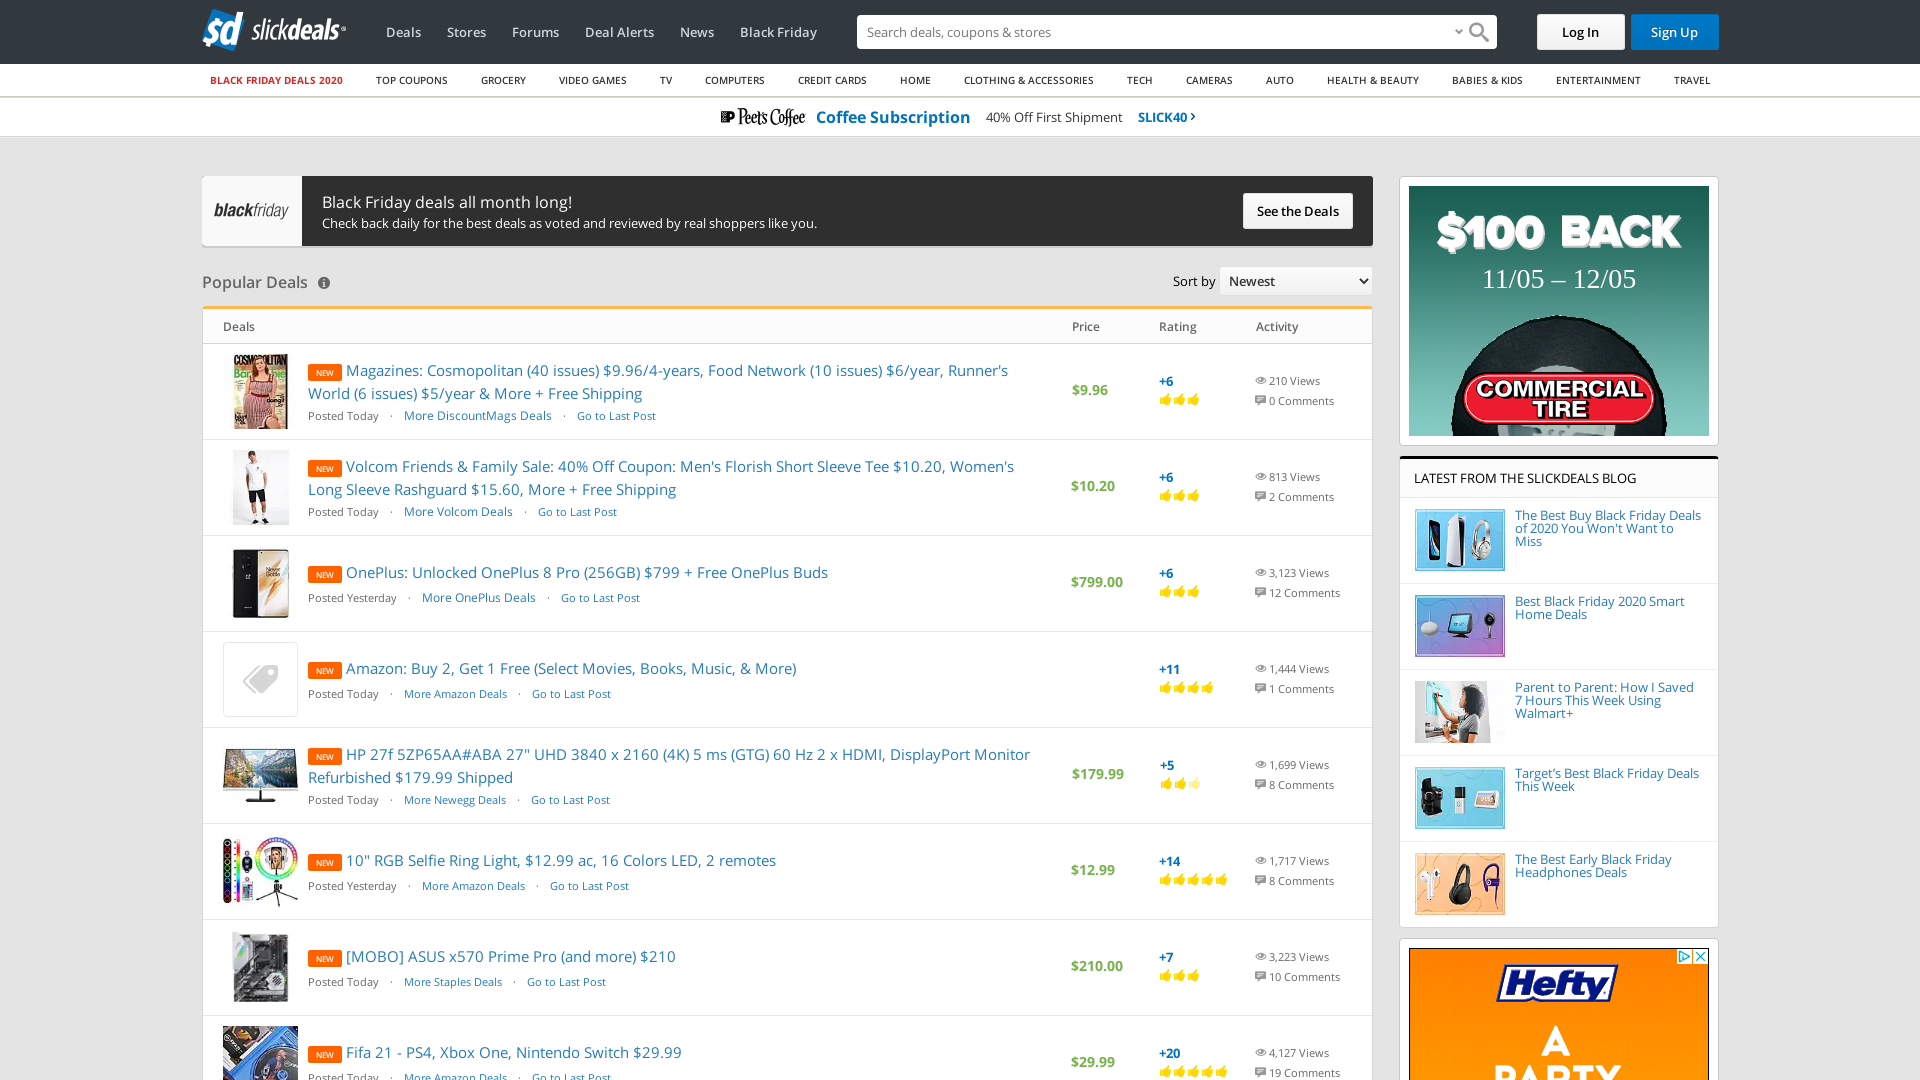 slickdeals
Deals
Stores
Forums
Deal Alerts
News
Black Friday
Search deals, coupons & stores
Log In
Sign Up
BLACK FRIDAY DEALS 2020
TOP COUPONS
GROCERY
VIDEO GAMES
TV
COMPUTERS
CREDIT CARDS
HOME
CLOTHING & ACCESSORIES
TECH
CAMERAS
AUTO
HEALTH & BEAUTY
BABIES & KIDS
ENTERTAINMENT
TRAVEL
Peet's Coffee Coffee Subscription 40% Off First Shipment SLICK40
blackfriday
Black Friday deals all month long!
Check back daily for the best deals as voted and reviewed by real shoppers like you.
See the Deals
Popular Deals
Sort by Newest
Deals Price Rating Activity
NEW Magazines: Cosmopolitan (40 issues) $9.96/4-years, Food Network (10 issues) $6/year, Runner's
World (6 issues) $5/year & More + Free Shipping
Posted Today · More DiscountMags Deals · Go to Last Post
$9.96
+6
210 Views
0 Comments
NEW Volcom Friends & Family Sale: 40% Off Coupon: Men's Florish Short Sleeve Tee $10.20, Women's
Long Sleeve Rashguard $15.60, More + Free Shipping
Posted Today · More Volcom Deals · Go to Last Post
$10.20
+6
813 Views
2 Comments
NEW OnePlus: Unlocked OnePlus 8 Pro (256GB) $799 + Free OnePlus Buds
Posted Yesterday · More OnePlus Deals · Go to Last Post
$799.00
+6
3,123 Views
12 Comments
NEW Amazon: Buy 2, Get 1 Free (Select Movies, Books, Music, & More)
Posted Today · More Amazon Deals · Go to Last Post
+11
1,444 Views
1 Comments
NEW HP 27f 5ZP65AA#ABA 27" UHD 3840 x 2160 (4K) 5 ms (GTG) 60 Hz 2 x HDMI, DisplayPort Monitor
Refurbished $179.99 Shipped
Posted Today · More Newegg Deals · Go to Last Post
$179.99
+5
1,699 Views
8 Comments
NEW 10" RGB Selfie Ring Light, $12.99 ac, 16 Colors LED, 2 remotes
Posted Yesterday · More Amazon Deals · Go to Last Post
$12.99
+14
1,717 Views
8 Comments
NEW [MOBO] ASUS x570 Prime Pro (and more) $210
Posted Today · More Staples Deals · Go to Last Post
$210.00
+7
3,223 Views
10 Comments
NEW Fifa 21 - PS4, Xbox One, Nintendo Switch $29.99
Posted Today · More Amazon Deals · Go to Last Post
$29.99
+20
4,127 Views
19 Comments
$100 BACK
11/05 – 12/05
COMMERCIAL
TIRE
LATEST FROM THE SLICKDEALS BLOG
The Best Buy Black Friday Deals
of 2020 You Won't Want to
Miss
Best Black Friday 2020 Smart
Home Deals
Parent to Parent: How I Saved
7 Hours This Week Using
Walmart+
Target's Best Black Friday Deals
This Week
The Best Early Black Friday
Headphones Deals
Hefty
A
PARTY